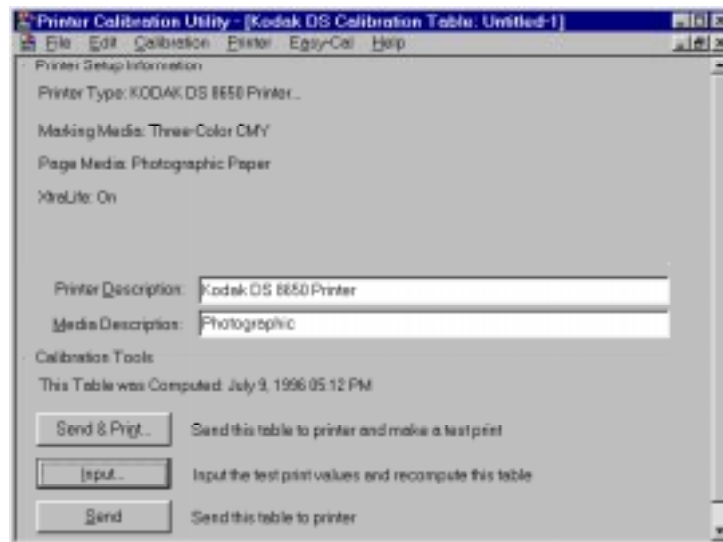 Printer Calibration Utility - [Kodak DS Calibration Table: Untitled-1]
File Edit Calibration Printer Easy-Cal Help
Printer Setup Information
Printer Type: KODAK DS 8650 Printer...
Marking Media: Three-Color CMY
Page Media: Photographic Paper
XtraLife: On
Printer Description: Kodak DS 8650 Printer
Media Description: Photographic
Calibration Tools
This Table was Computed: July 9, 1996 05:12 PM
Send & Print... Send this table to printer and make a test print
Input... Input the test print values and recompute this table
Send Send this table to printer